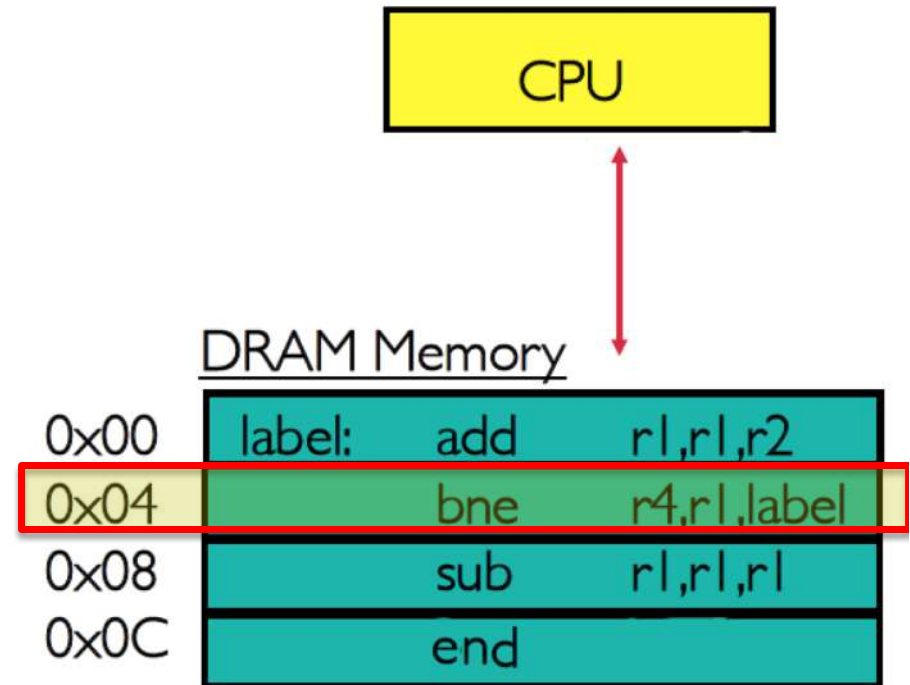 CPU
DRAM Memory
0x00 label: add r1,r1,r2
0x04 bne r4,r1,label
0x08 sub r1,r1,r1
0x0C end